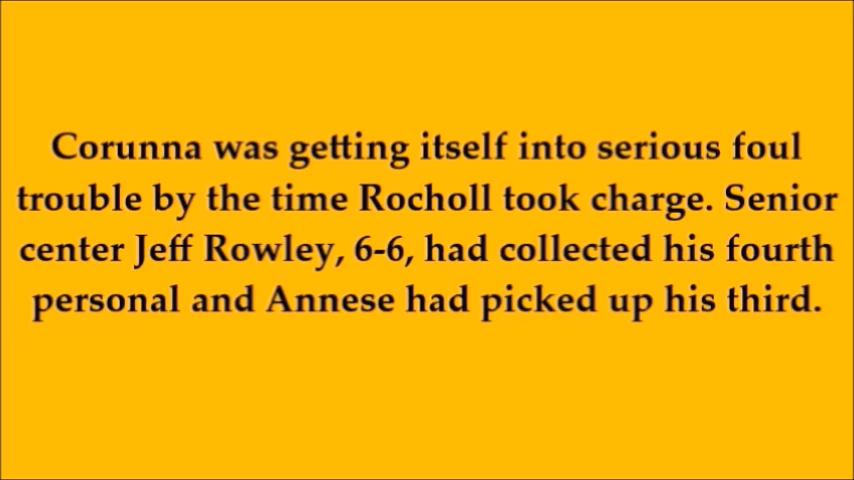 Corunna was getting itself into serious foul
trouble by the time Rocholl took charge. Senior
center Jeff Rowley, 6-6, had collected his fourth
personal and Annese had picked up his third.